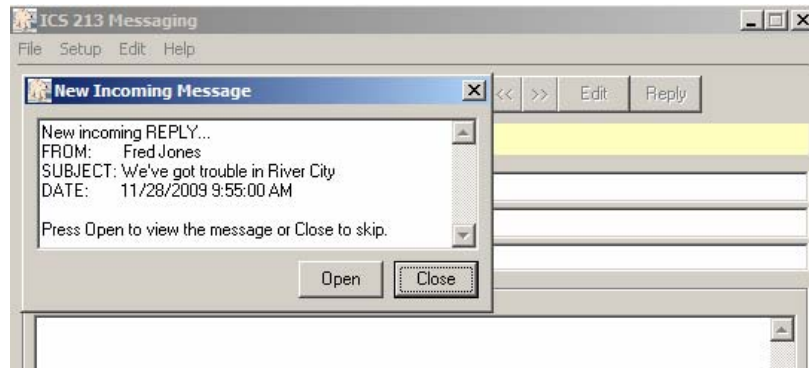 ICS 213 Messaging
File Setup Edit Help
New Incoming Message
<< >> Edit Reply
New incoming REPLY...
FROM: Fred Jones
SUBJECT: We've got trouble in River City
DATE: 11/28/2009 9:55:00 AM
Press Open to view the message or Close to skip.
Open Close